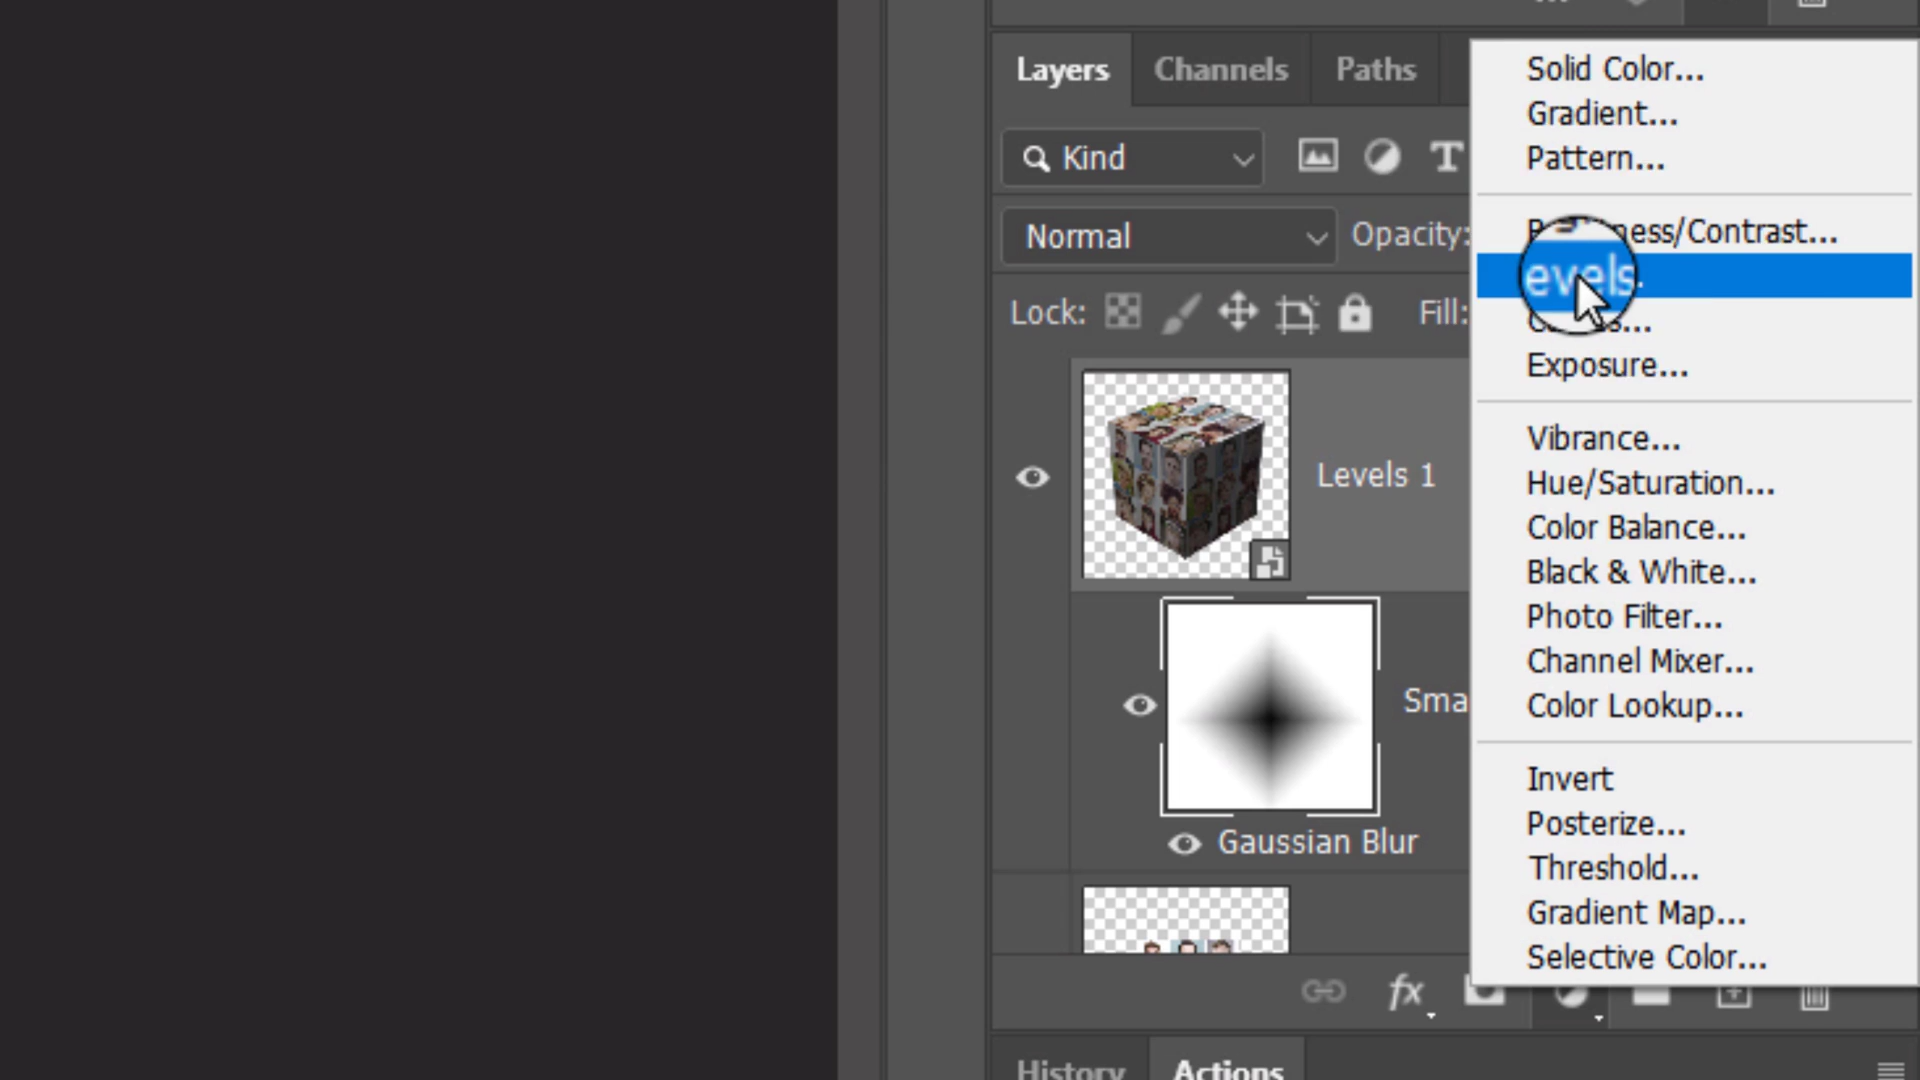 Layers Channels Paths
Kind
Normal Opacity:
Lock: Fill:
Levels 1
Sma
Gaussian Blur
fx
History Actions
Solid Color...
Gradient...
Pattern...
ness/Contrast...
evels
Exposure...
Vibrance...
Hue/Saturation...
Color Balance...
Black & White...
Photo Filter...
Channel Mixer...
Color Lookup...
Invert
Posterize...
Threshold...
Gradient Map...
Selective Color...